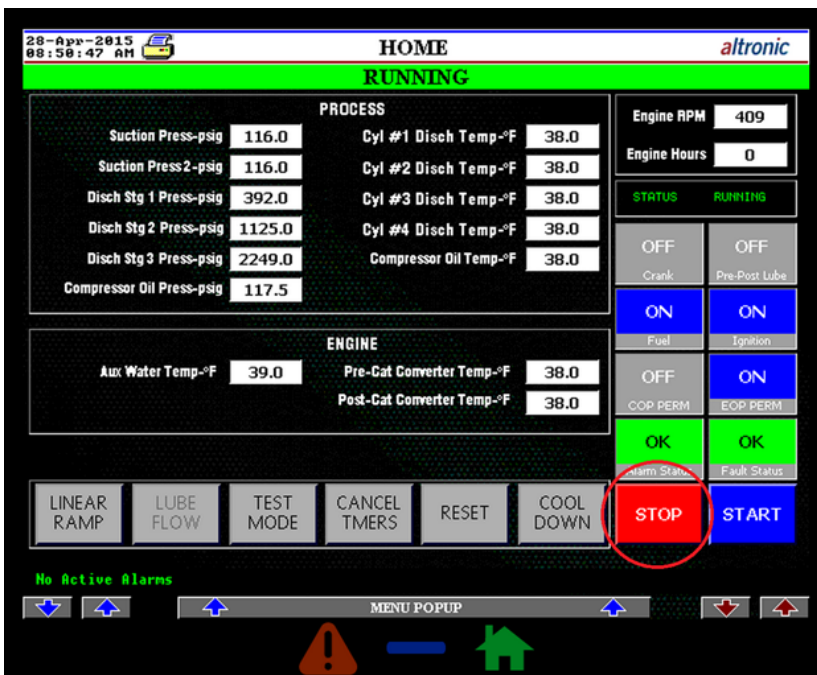 28-Apr-2015
08:50:47 AM
HOME
altronic
RUNNING
PROCESS
Suction Press-psig 116.0
Suction Press2-psig 116.0
Disch Stg 1 Press-psig 392.0
Disch Stg 2 Press-psig 1125.0
Disch Stg 3 Press-psig 2249.0
Compressor Oil Press-psig 117.5
Cyl #1 Disch Temp-°F 38.0
Cyl #2 Disch Temp-°F 38.0
Cyl #3 Disch Temp-°F 38.0
Cyl #4 Disch Temp-°F 38.0
Compressor Oil Temp-°F 38.0
ENGINE
Aux Water Temp-°F 39.0
Pre-Cat Converter Temp-°F 38.0
Post-Cat Converter Temp-°F 38.0
Engine RPM 409
Engine Hours 0
STATUS RUNNING
OFF
Crank
OFF
Pre-Post Lube
ON
Fuel
ON
Ignition
OFF
COP PERM
ON
EOP PERM
OK
Alarm Status
OK
Fault Status
LINEAR
RAMP
LUBE
FLOW
TEST
MODE
CANCEL
TMERS
RESET
COOL
DOWN
STOP
START
No Active Alarms
MENU POPUP